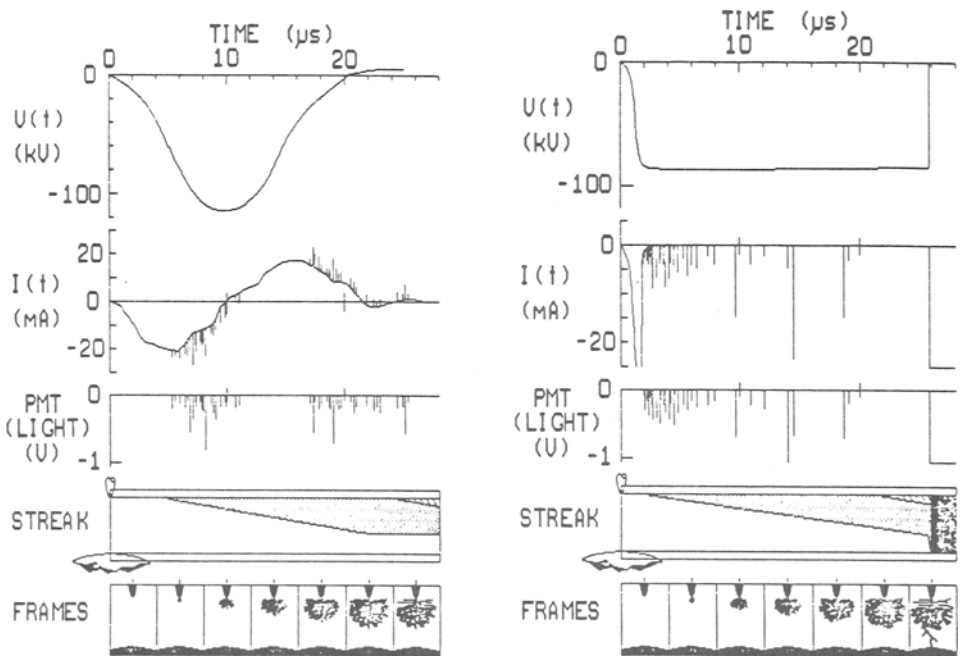 TIME (μs)
0 10 20
0
U(t)
(kV)
-100
20
I(t) 0
(mA)
-20
0
PMT
(LIGHT)
(V)
-1
STREAK
FRAMES
TIME (μs)
0 10 20
0
U(t)
(kV)
-100
0
I(t)
(mA)
-20
0
PMT
(LIGHT)
(V)
-1
STREAK
FRAMES